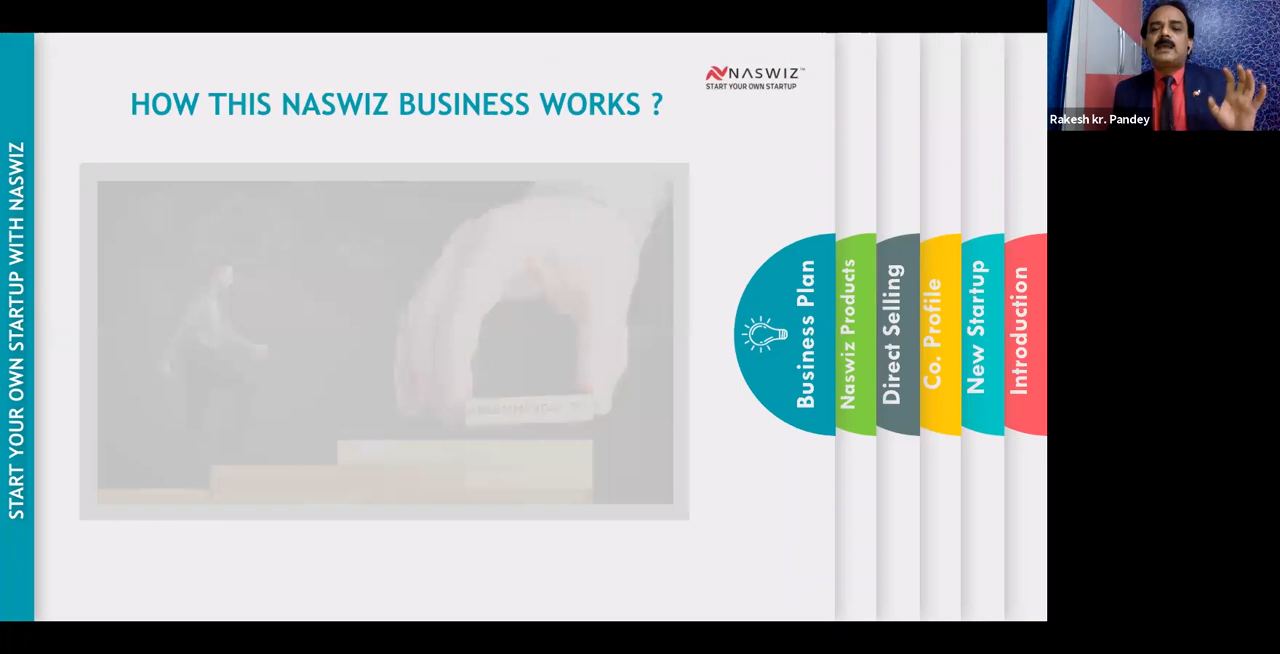 START YOUR OWN STARTUP WITH NASWIZ
HOW THIS NASWIZ BUSINESS WORKS ?
NASWIZ™
START YOUR OWN STARTUP
Business Plan
Naswiz Products
Direct Selling
Co. Profile
New Startup
Introduction
Rakesh kr. Pandey